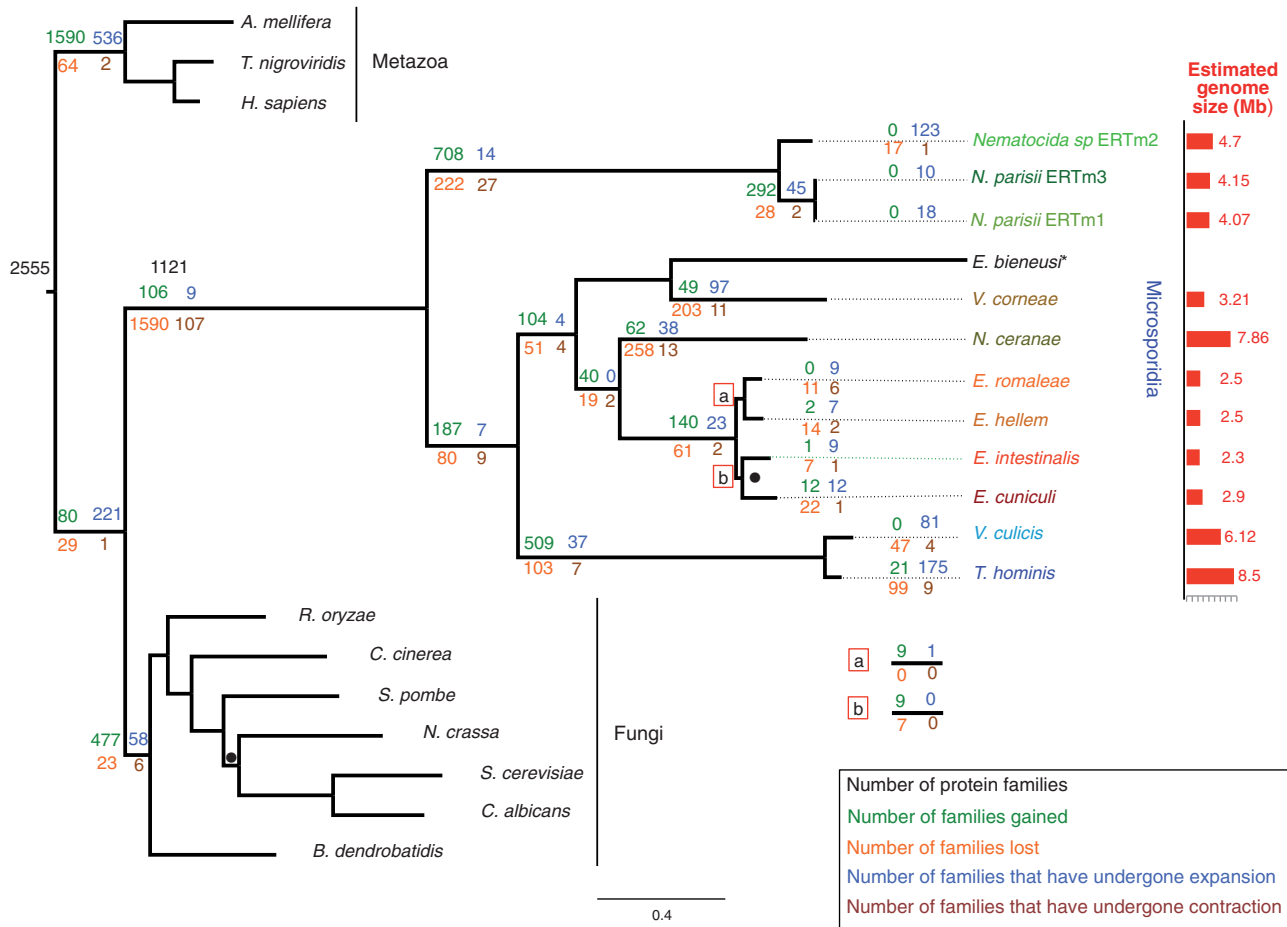 A. mellifera
1590 536
64 2
T. nigroviridis
Metazoa
H. sapiens
Estimated
genome
size (Mb)
0 123
17 1
Nematocida sp ERTm2
4.7
708 14
222 27
0 10
N. parisii ERTm3
4.15
292 45
28 2
0 18
N. parisii ERTm1
4.07
2555
1121
106 9
1590 107
E. bieneusi*
49 97
203 11
V. corneae
3.21
Microsporidia
104 4
51 4
62 38
258 13
N. ceranae
7.86
40 0
19 2
0 9
11 6
E. romaleae
2.5
a
2 7
14 2
E. hellem
2.5
140 23
61 2
187 7
80 9
1 9
7 1
E. intestinalis
2.3
b
12 12
22 1
E. cuniculi
2.9
80 221
29 1
0 81
47 4
V. culicis
6.12
509 37
103 7
21 175
99 9
T. hominis
8.5
R. oryzae
C. cinerea
a
9 1
0 0
S. pombe
b
9 0
7 0
N. crassa
Fungi
477 58
23 6
S. cerevisiae
C. albicans
B. dendrobatidis
0.4
Number of protein families
Number of families gained
Number of families lost
Number of families that have undergone expansion
Number of families that have undergone contraction